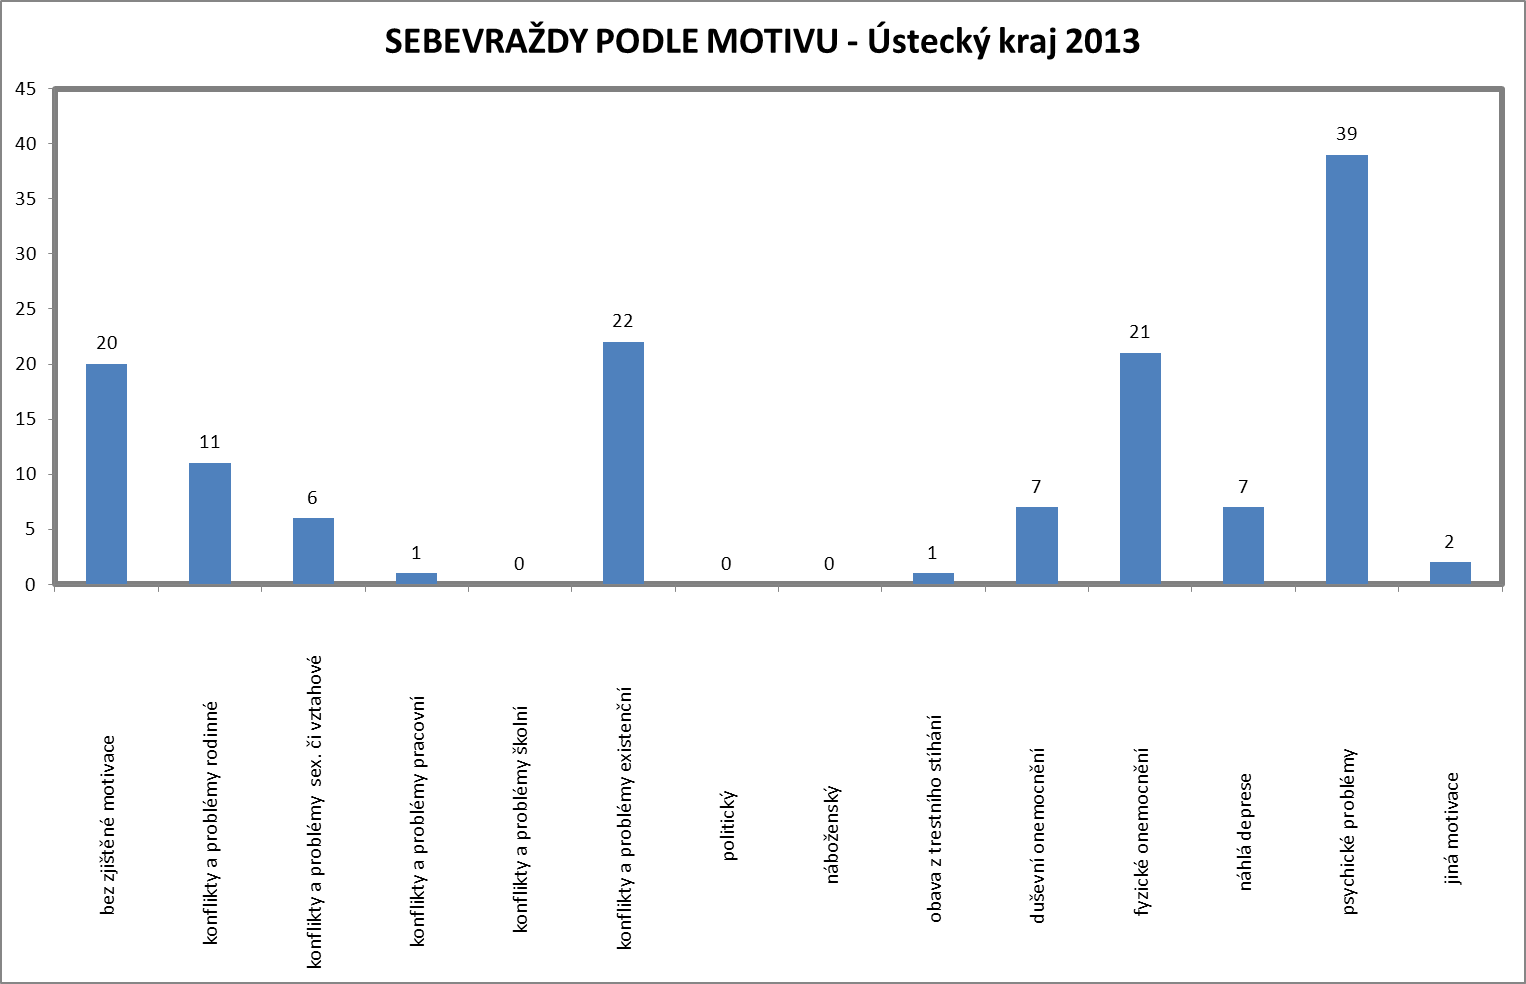 SEBEVRAŽDY PODLE MOTIVU - Ústecký kraj 2013
45
40
35
30
25
20
15
10
5
0
20
11
6
1
0
22
0
0
1
7
21
7
39
2
bez zjištěné motivace
konflikty a problémy rodinné
konflikty a problémy sex. či vztahové
konflikty a problémy pracovní
konflikty a problémy školní
konflikty a problémy existenční
politický
náboženský
obava z trestního stíhání
duševní onemocnění
fyzické onemocnění
náhlá deprese
psychické problémy
jiná motivace